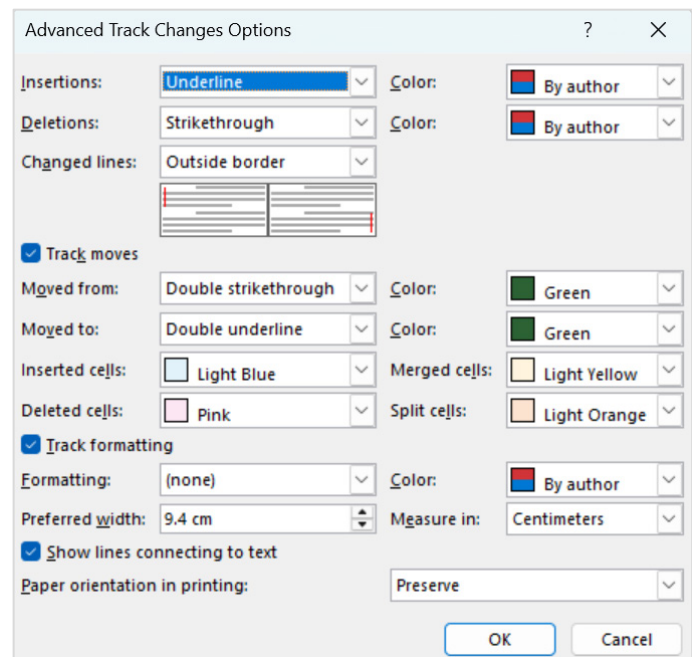 Advanced Track Changes Options ?
Insertions: Underline Color: By author
Deletions: Strikethrough Color: By author
Changed lines: Outside border
Track moves
Moved from: Double strikethrough Color: Green
Moved to: Double underline Color: Green
Inserted cells: Light Blue Merged cells: Light Yellow
Deleted cells: Pink Split cells: Light Orange
Track formatting
Formatting: (none) Color: By author
Preferred width: 9.4 cm Measure in: Centimeters
Show lines connecting to text
Paper orientation in printing: Preserve
OK Cancel